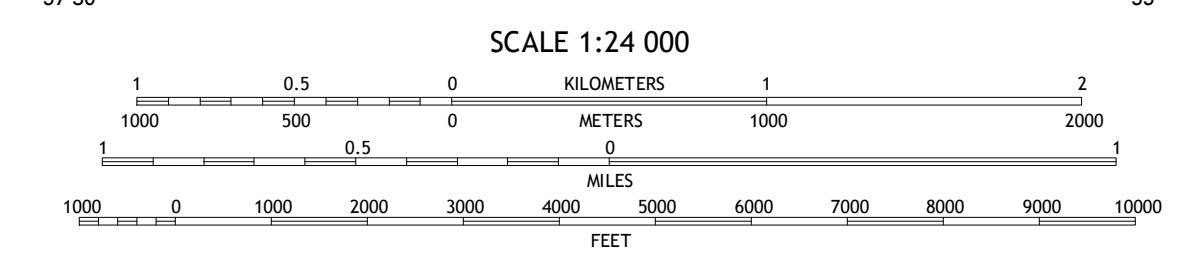 SCALE 1:24 000
1 0.5 0 KILOMETERS 1 2
1000 500 0 METERS 1000 2000
1 0.5 0 1
MILES
1000 0 1000 2000 3000 4000 5000 6000 7000 8000 9000 10000
FEET